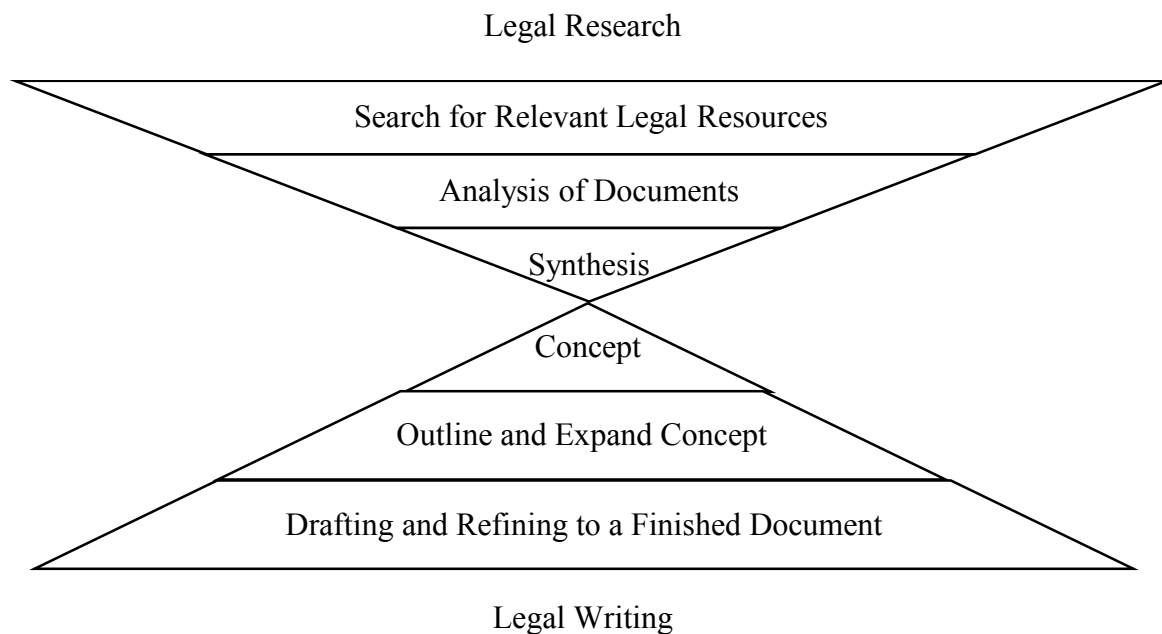 Legal Research
Search for Relevant Legal Resources
Analysis of Documents
Synthesis
Concept
Outline and Expand Concept
Drafting and Refining to a Finished Document
Legal Writing